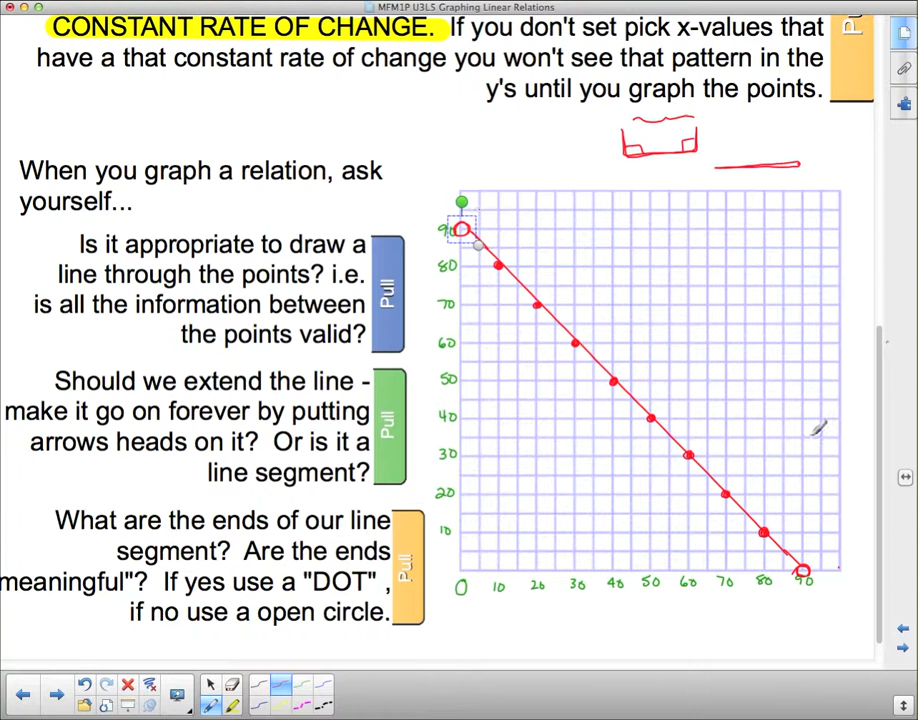 MFM1P U3LS Graphing Linear Relations
CONSTANT RATE OF CHANGE. If you don't set pick x-values that
have a that constant rate of change you won't see that pattern in the
y's until you graph the points.
Pull
When you graph a relation, ask
yourself...
Is it appropriate to draw a
line through the points? i.e.
is all the information between
the points valid?
Pull
Should we extend the line -
make it go on forever by putting
arrows heads on it? Or is it a
line segment?
Pull
What are the ends of our line
segment? Are the ends
meaningful"? If yes use a "DOT" ,
if no use a open circle.
Pull
90
80
70
60
50
40
30
20
10
0 10 20 30 40 50 60 70 80 90